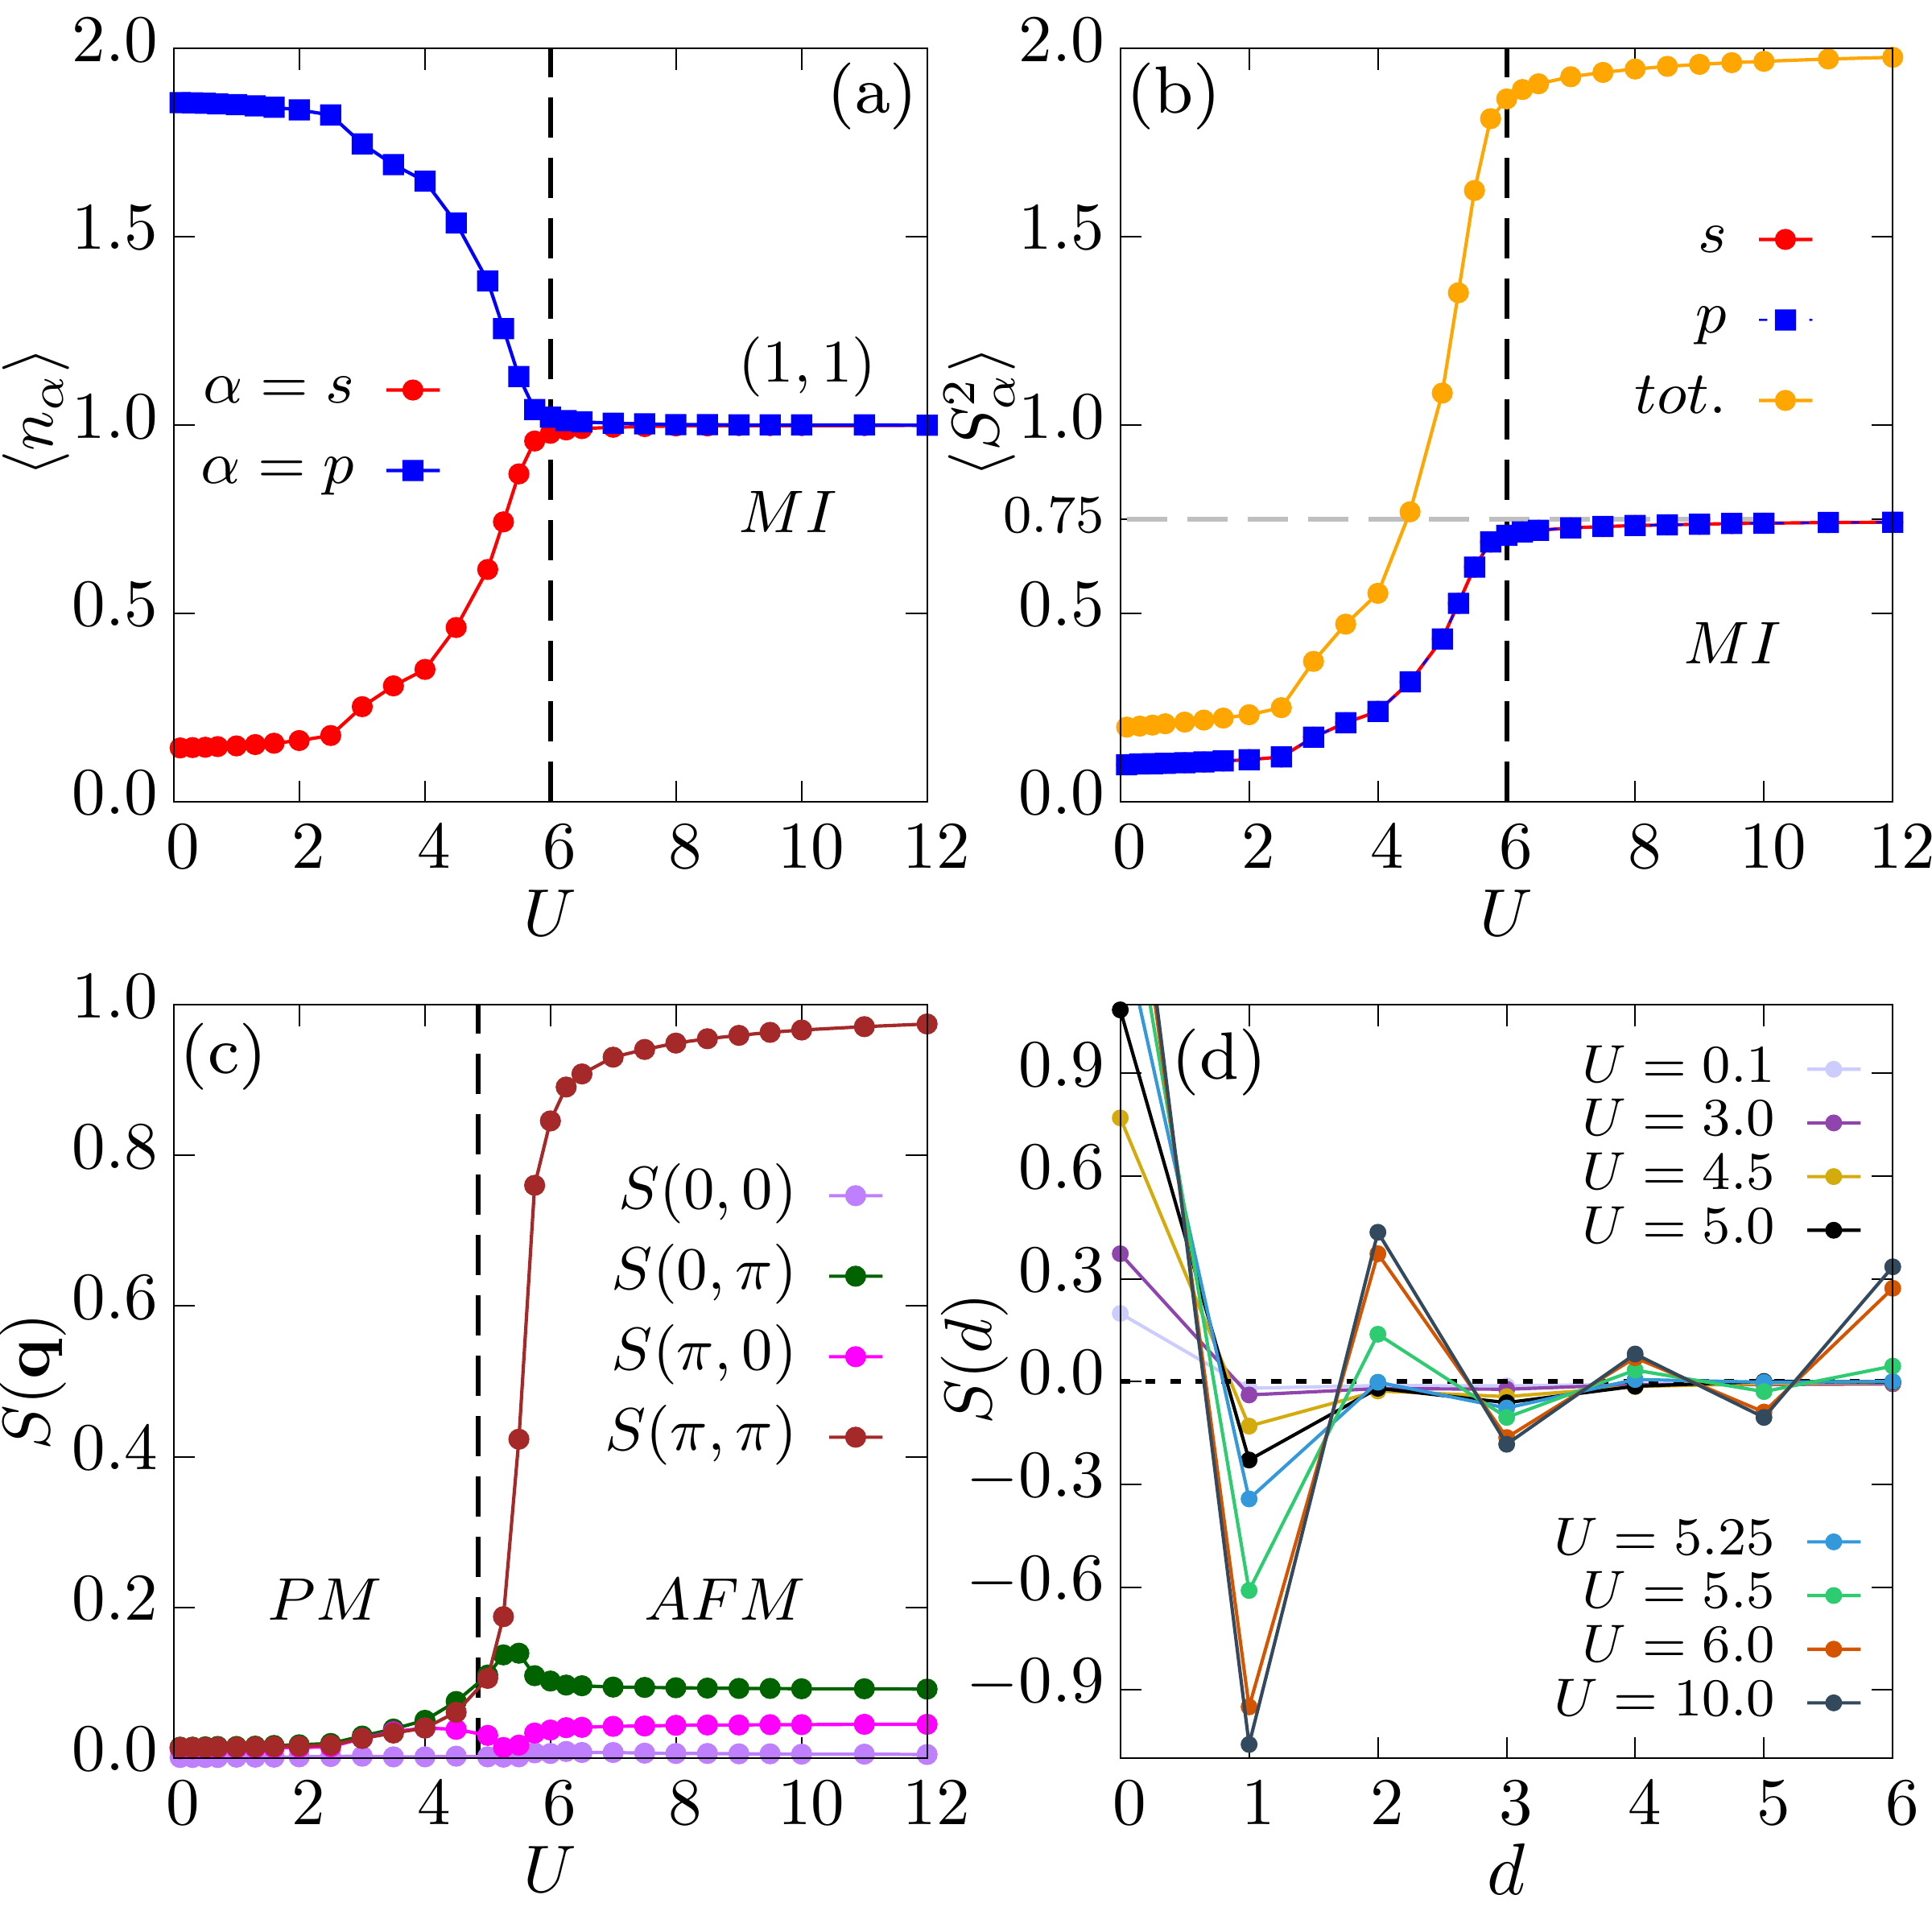 (a)
2.0
1.5
1.0
0.5
0.0
⟨nα⟩
α = s
α = p
(1, 1)
MI
0 2 4 6 8 10 12
U
(b)
2.0
1.5
1.0
0.75
0.5
0.0
⟨S²α⟩
s
p
tot.
MI
0 2 4 6 8 10 12
U
(c)
1.0
0.8
0.6
0.4
0.2
0.0
S(q)
S(0, 0)
S(0, π)
S(π, 0)
S(π, π)
PM AFM
0 2 4 6 8 10 12
U
(d)
0.9
0.6
0.3
0.0
−0.3
−0.6
−0.9
S(d)
U = 0.1
U = 3.0
U = 4.5
U = 5.0
U = 5.25
U = 5.5
U = 6.0
U = 10.0
0 1 2 3 4 5 6
d